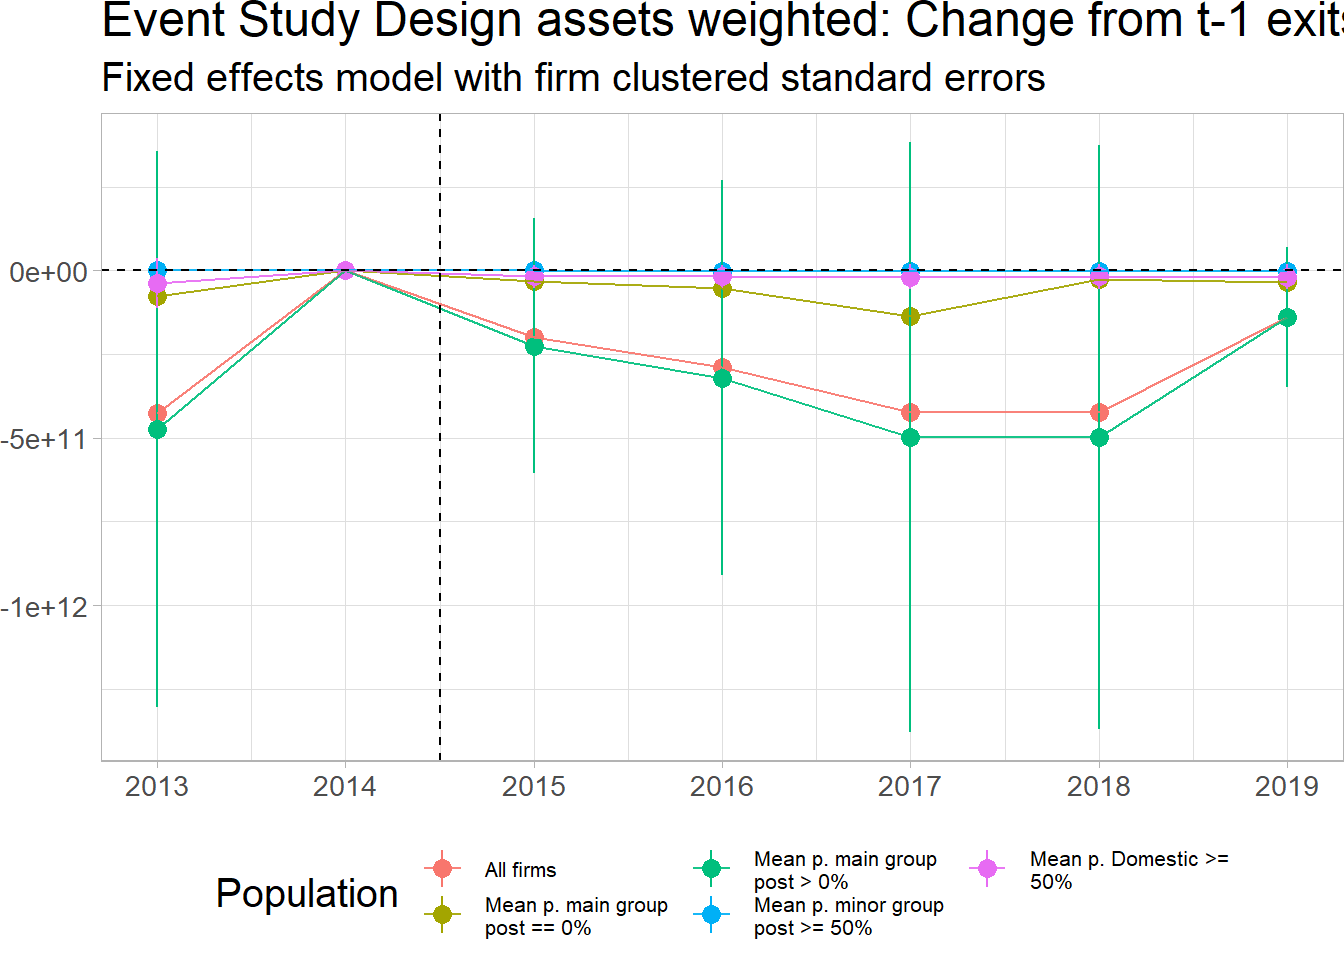 Event Study Design assets weighted: Change from t-1 exits
Fixed effects model with firm clustered standard errors
0e+00
-5e+11
-1e+12
2013 2014 2015 2016 2017 2018 2019
Population
All firms
Mean p. main group
post == 0%
Mean p. main group
post > 0%
Mean p. minor group
post >= 50%
Mean p. Domestic >=
50%